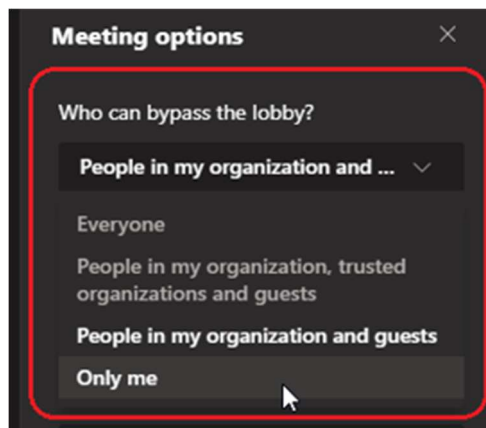 Meeting options
Who can bypass the lobby?
People in my organization and ...
Everyone
People in my organization, trusted
organizations and guests
People in my organization and guests
Only me